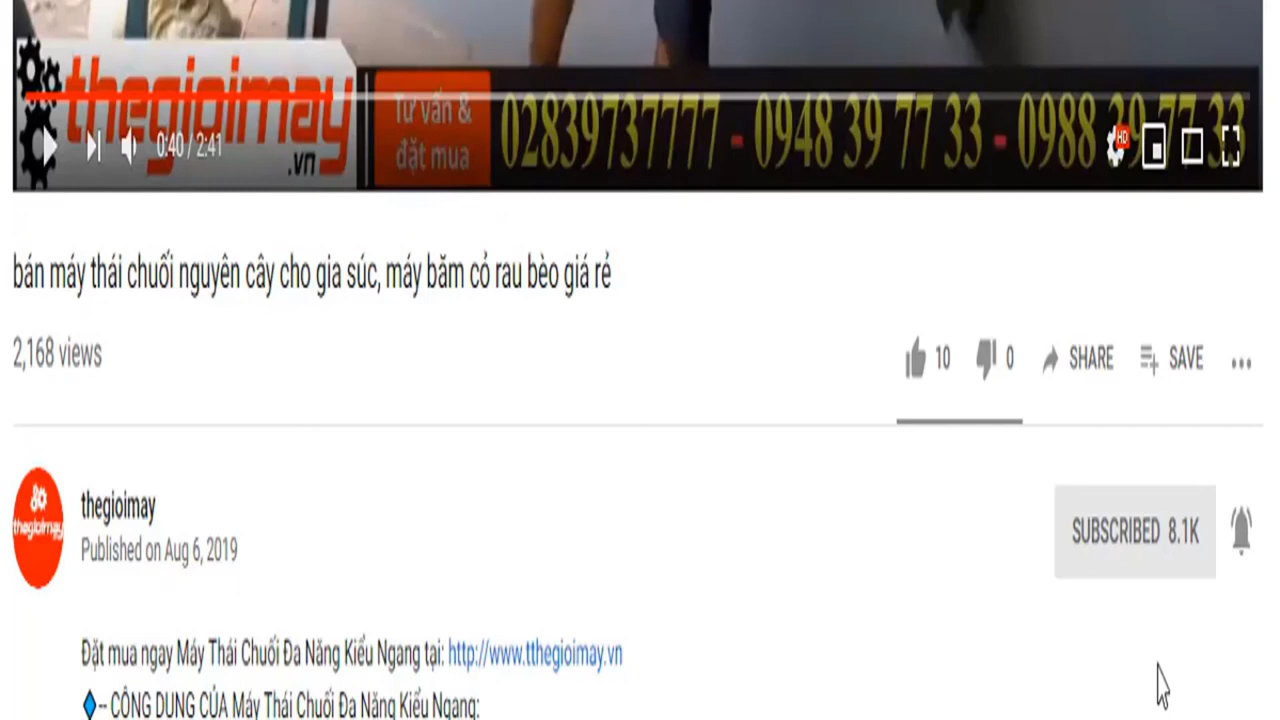 thegioimay
.vn
Tư vấn &
đặt mua
02839737777 - 0948 39 77 33 - 0988 39 77 33
0:40 / 2:41
HD
bán máy thái chuối nguyên cây cho gia súc, máy băm cỏ rau bèo giá rẻ
2,168 views
10 0 SHARE SAVE
thegioimay
thegioimay
Published on Aug 6, 2019
SUBSCRIBED 8.1K
Đặt mua ngay Máy Thái Chuối Đa Năng Kiểu Ngang tại: http://www.tthegioimay.vn
-- CÔNG DỤNG CỦA Máy Thái Chuối Đa Năng Kiểu Ngang: